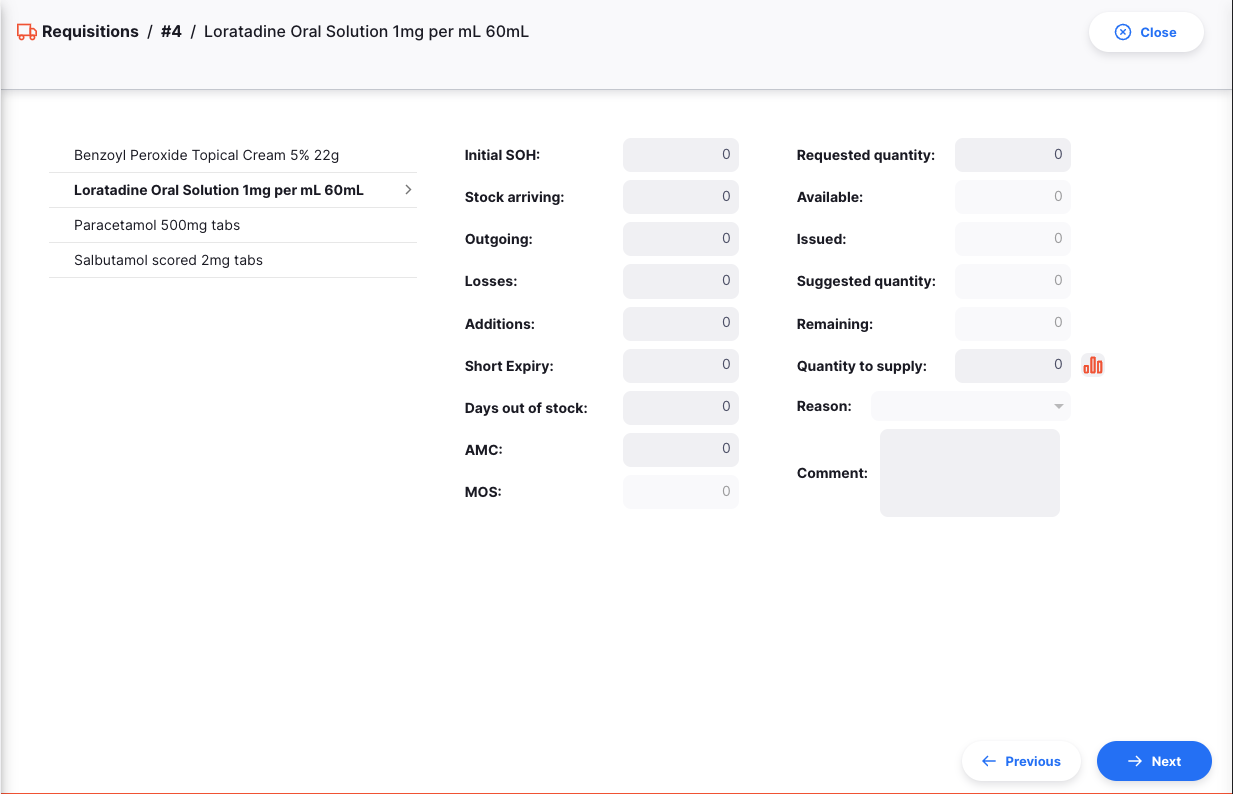 Requisitions / #4 / Loratadine Oral Solution 1mg per mL 60mL
Close
Benzoyl Peroxide Topical Cream 5% 22g
Loratadine Oral Solution 1mg per mL 60mL
Paracetamol 500mg tabs
Salbutamol scored 2mg tabs
Initial SOH: 0
Stock arriving: 0
Outgoing: 0
Losses: 0
Additions: 0
Short Expiry: 0
Days out of stock: 0
AMC: 0
MOS: 0
Requested quantity: 0
Available: 0
Issued: 0
Suggested quantity: 0
Remaining: 0
Quantity to supply: 0
Reason:
Comment:
Previous
Next